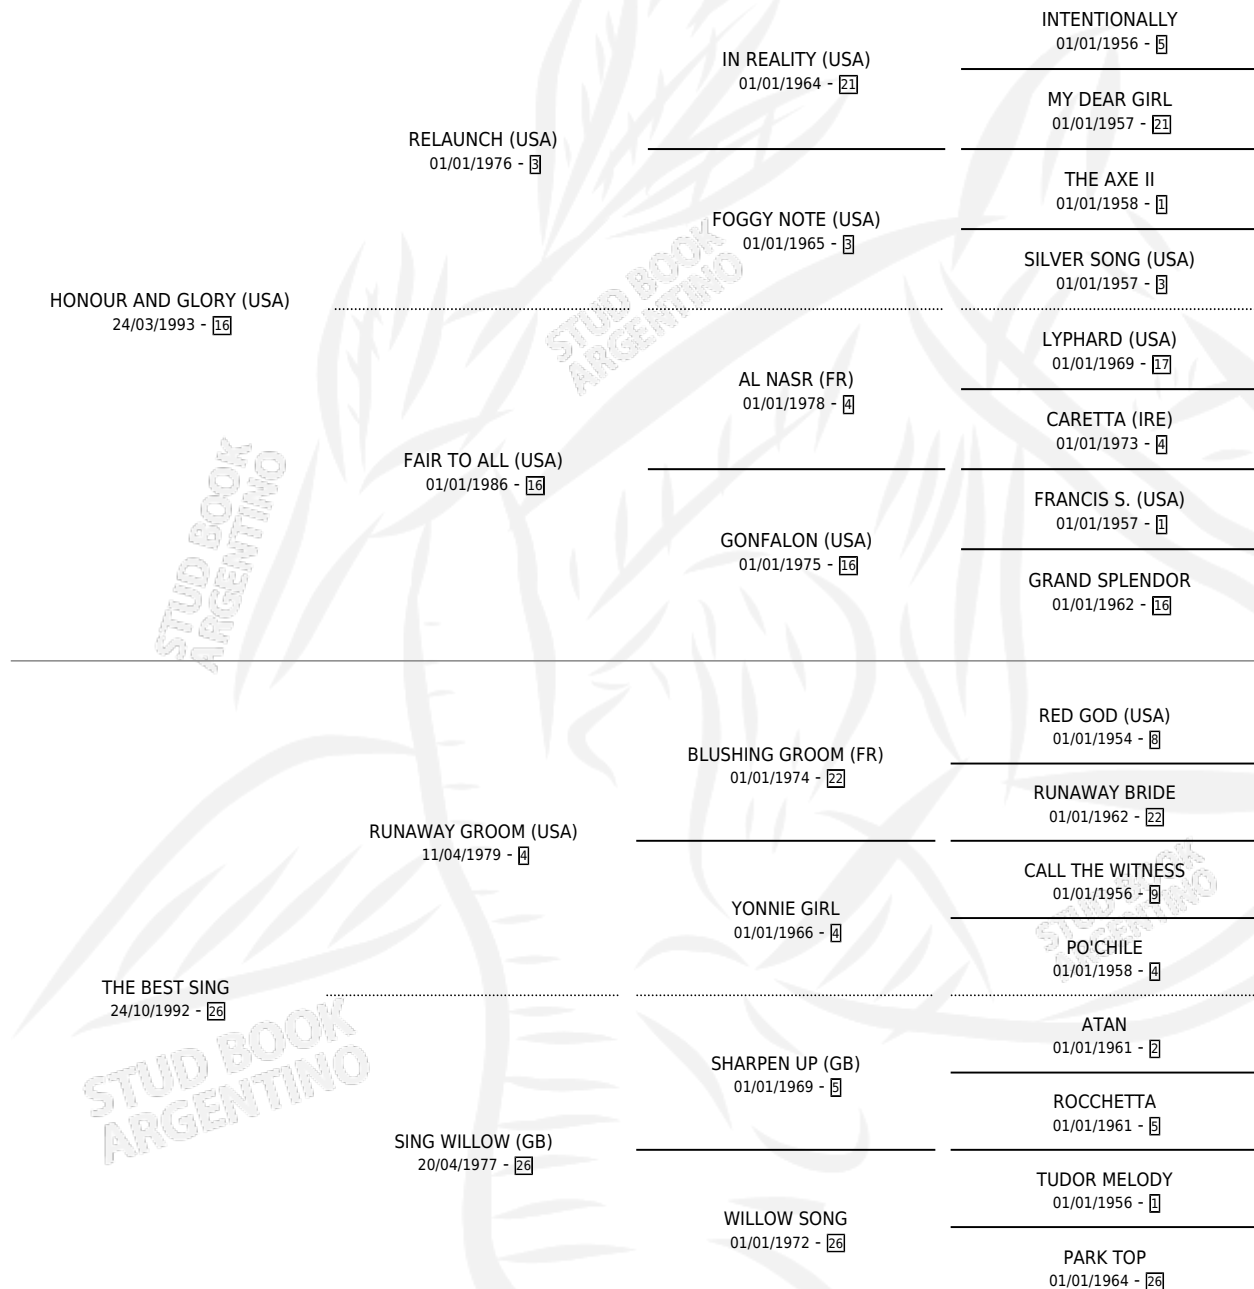 INTENTIONALLY
01/01/1956 - 5
IN REALITY (USA)
01/01/1964 - 21
MY DEAR GIRL
01/01/1957 - 21
RELAUNCH (USA)
01/01/1976 - 3
THE AXE II
01/01/1958 - 1
FOGGY NOTE (USA)
01/01/1965 - 3
SILVER SONG (USA)
01/01/1957 - 3
HONOUR AND GLORY (USA)
24/03/1993 - 16
LYPHARD (USA)
01/01/1969 - 17
AL NASR (FR)
01/01/1978 - 4
CARETTA (IRE)
01/01/1973 - 4
FAIR TO ALL (USA)
01/01/1986 - 16
FRANCIS S. (USA)
01/01/1957 - 1
GONFALON (USA)
01/01/1975 - 16
GRAND SPLENDOR
01/01/1962 - 16
RED GOD (USA)
01/01/1954 - 8
BLUSHING GROOM (FR)
01/01/1974 - 22
RUNAWAY BRIDE
01/01/1962 - 22
RUNAWAY GROOM (USA)
11/04/1979 - 4
CALL THE WITNESS
01/01/1956 - 9
YONNIE GIRL
01/01/1966 - 4
PO'CHILE
01/01/1958 - 4
THE BEST SING
24/10/1992 - 26
ATAN
01/01/1961 - 2
SHARPEN UP (GB)
01/01/1969 - 5
ROCCHETTA
01/01/1961 - 5
SING WILLOW (GB)
20/04/1977 - 26
TUDOR MELODY
01/01/1956 - 1
WILLOW SONG
01/01/1972 - 26
PARK TOP
01/01/1964 - 26
STUD BOOK
ARGENTINO
STUD BOOK
ARGENTINO
STUD BOOK
ARGENTINO
STUD BOOK
ARGENTINO